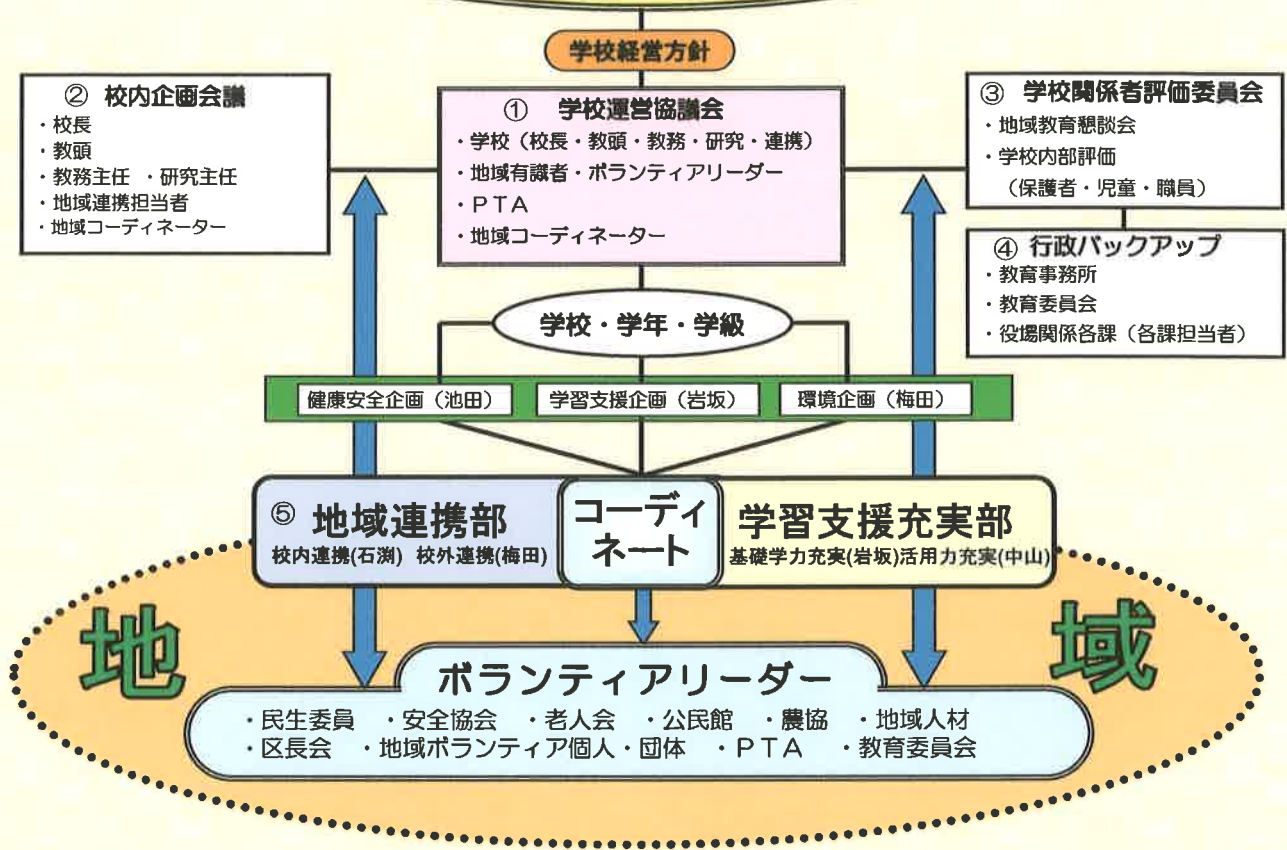 学校経営方針
② 校内企画会議
・校長
・教頭
・教務主任 ・研究主任
・地域連携担当者
・地域コーディネーター
① 学校運営協議会
・学校（校長・教頭・教務・研究・連携）
・地域有識者・ボランティアリーダー
・ＰＴＡ
・地域コーディネーター
③ 学校関係者評価委員会
・地域教育懇談会
・学校内部評価
（保護者・児童・職員）
④ 行政バックアップ
・教育事務所
・教育委員会
・役場関係各課（各課担当者）
学校・学年・学級
健康安全企画（池田）
学習支援企画（岩坂）
環境企画（梅田）
⑤ 地域連携部
校内連携(石渕) 校外連携(梅田)
コーディ
ネート
学習支援充実部
基礎学力充実(岩坂)活用力充実(中山)
地域
ボランティアリーダー
・民生委員 ・安全協会 ・老人会 ・公民館 ・農協 ・地域人材
・区長会 ・地域ボランティア個人・団体 ・ＰＴＡ ・教育委員会